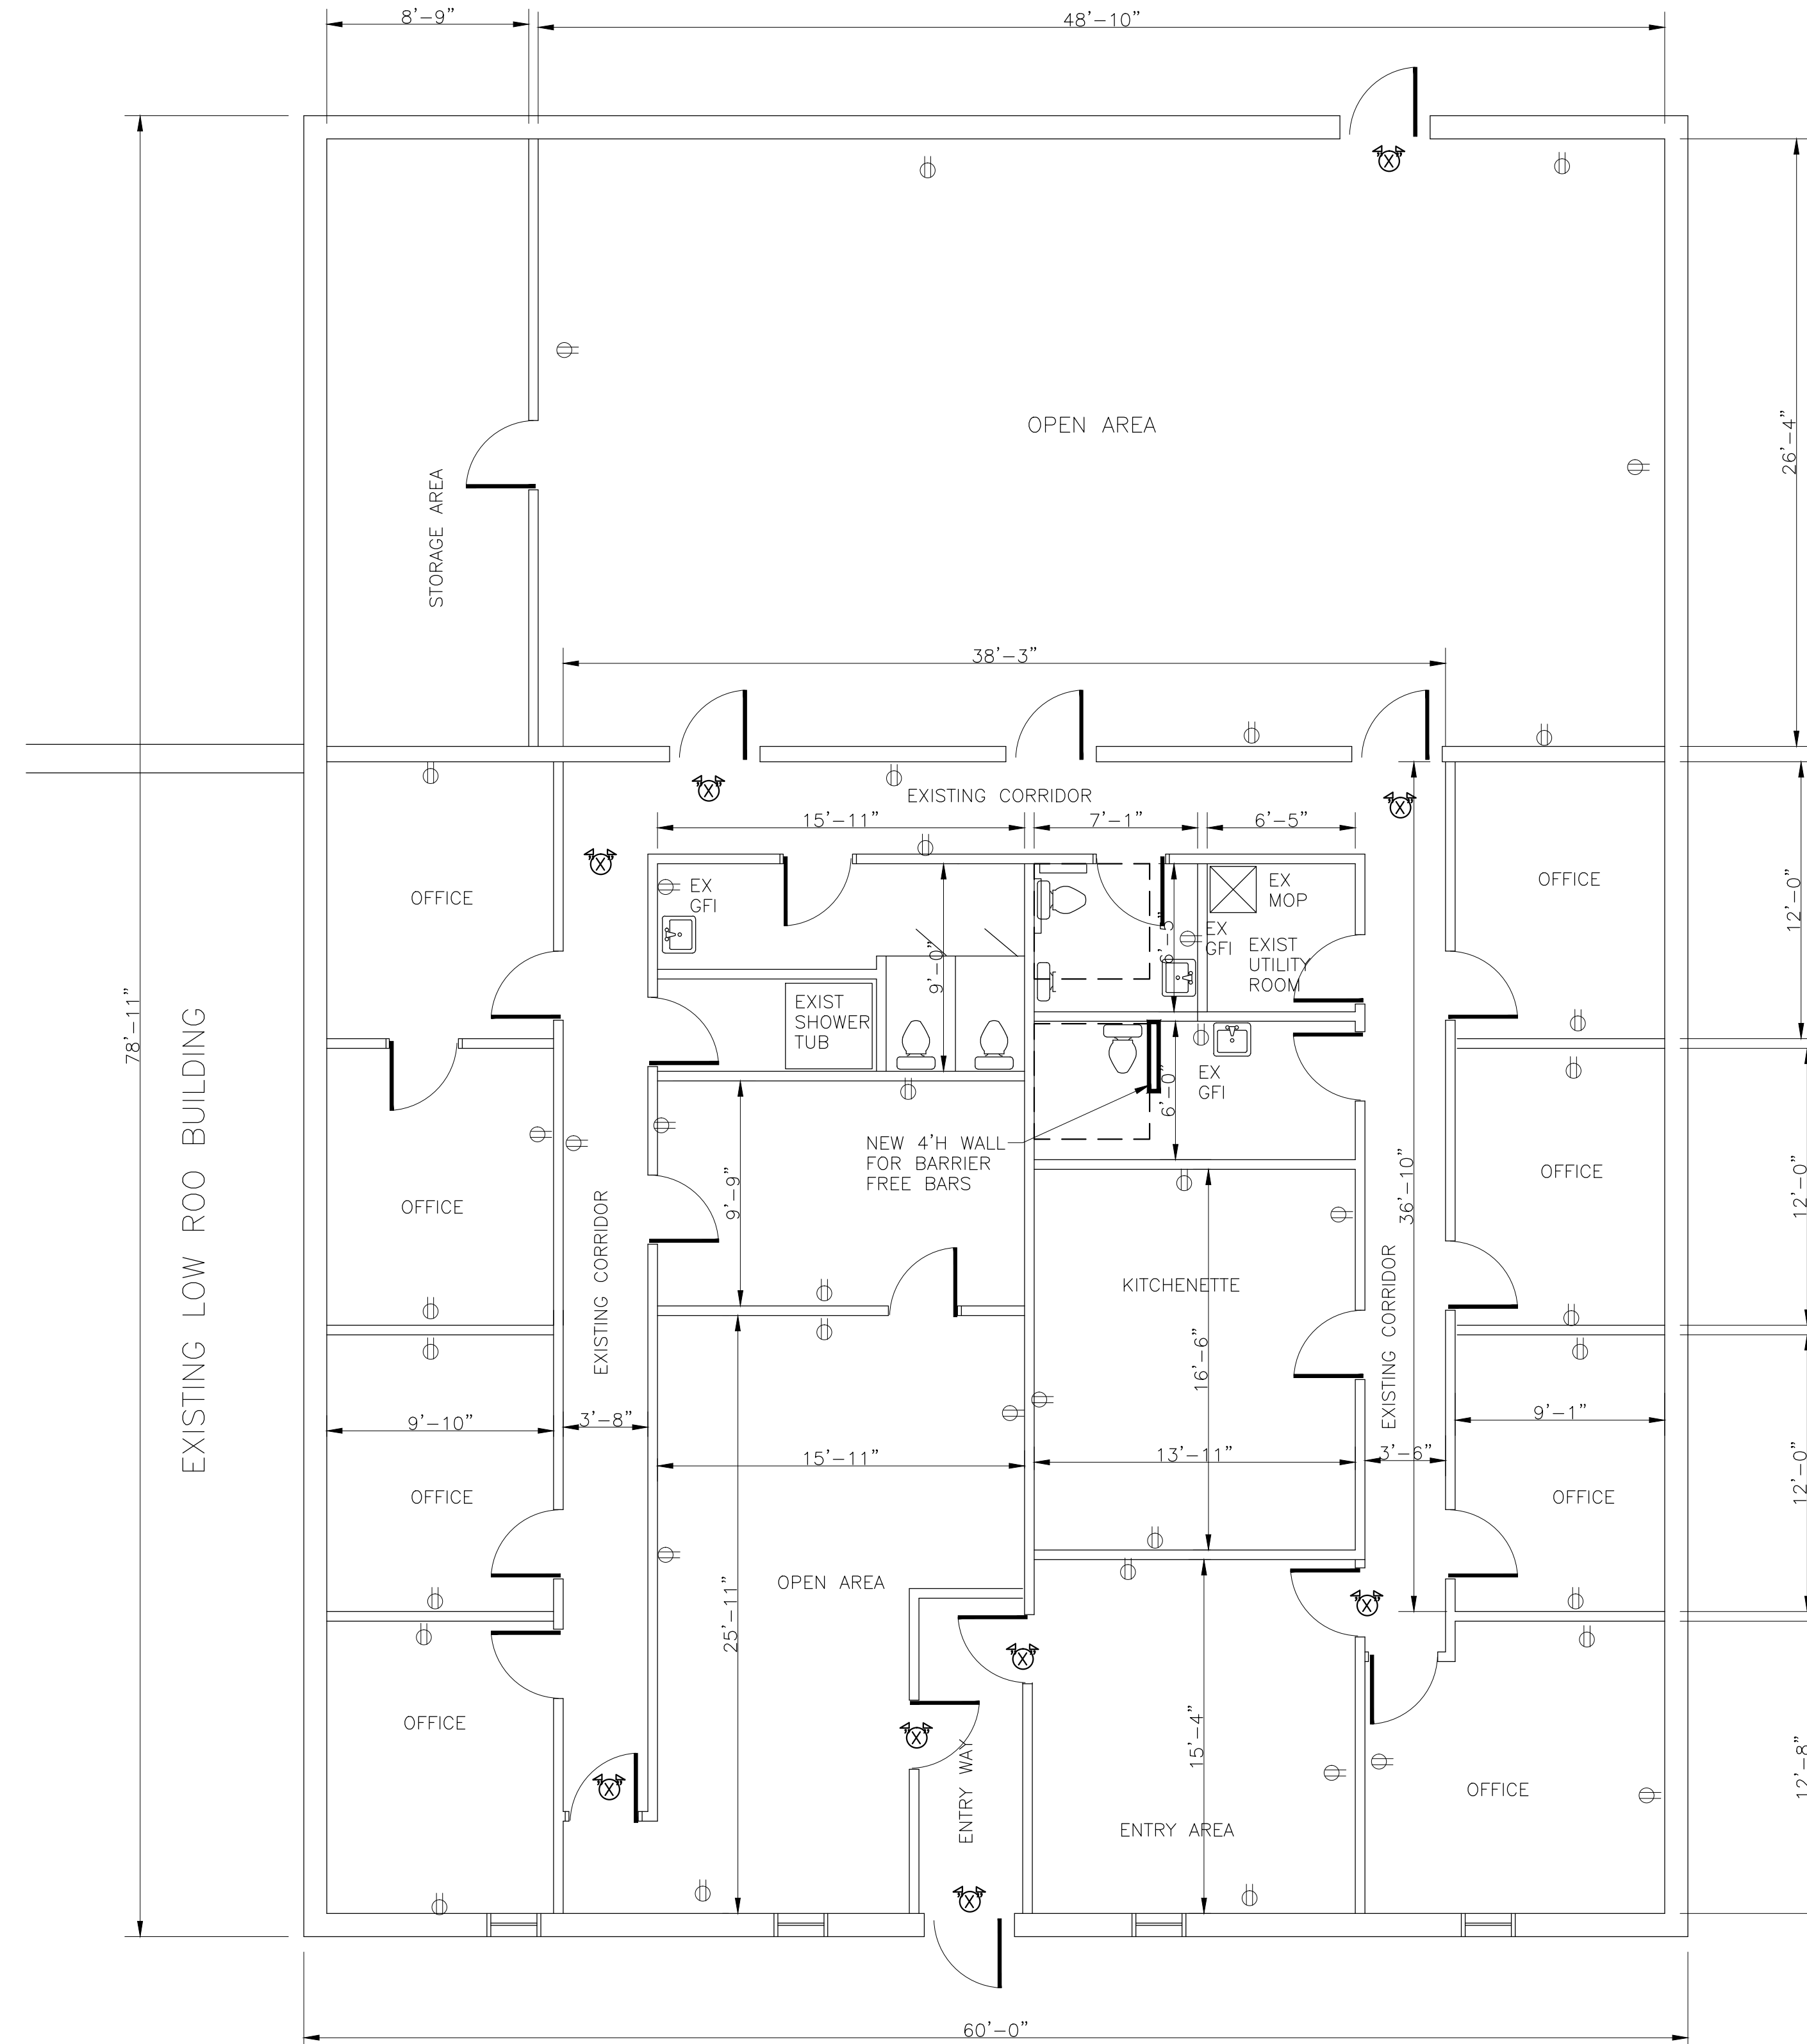 8'-9"
48'-10"
OPEN AREA
26'-4"
STORAGE AREA
38'-3"
EXISTING CORRIDOR
15'-11"
7'-1"
6'-5"
OFFICE
EX
GFI
9'-0"
6'-5"
EX
MOP
EX
GFI
EXIST
UTILITY
ROOM
OFFICE
12'-0"
78'-11"
EXISTING LOW ROO BUILDING
EXIST
SHOWER
TUB
EX
GFI
6'-0"
NEW 4'H WALL
FOR BARRIER
FREE BARS
OFFICE
EXISTING CORRIDOR
9'-9"
36'-10"
OFFICE
12'-0"
KITCHENETTE
16'-6"
EXISTING CORRIDOR
9'-10"
3'-8"
15'-11"
13'-11"
3'-6"
9'-1"
12'-0"
OFFICE
OFFICE
OPEN AREA
25'-11"
OFFICE
ENTRY WAY
15'-4"
ENTRY AREA
OFFICE
12'-8"
60'-0"